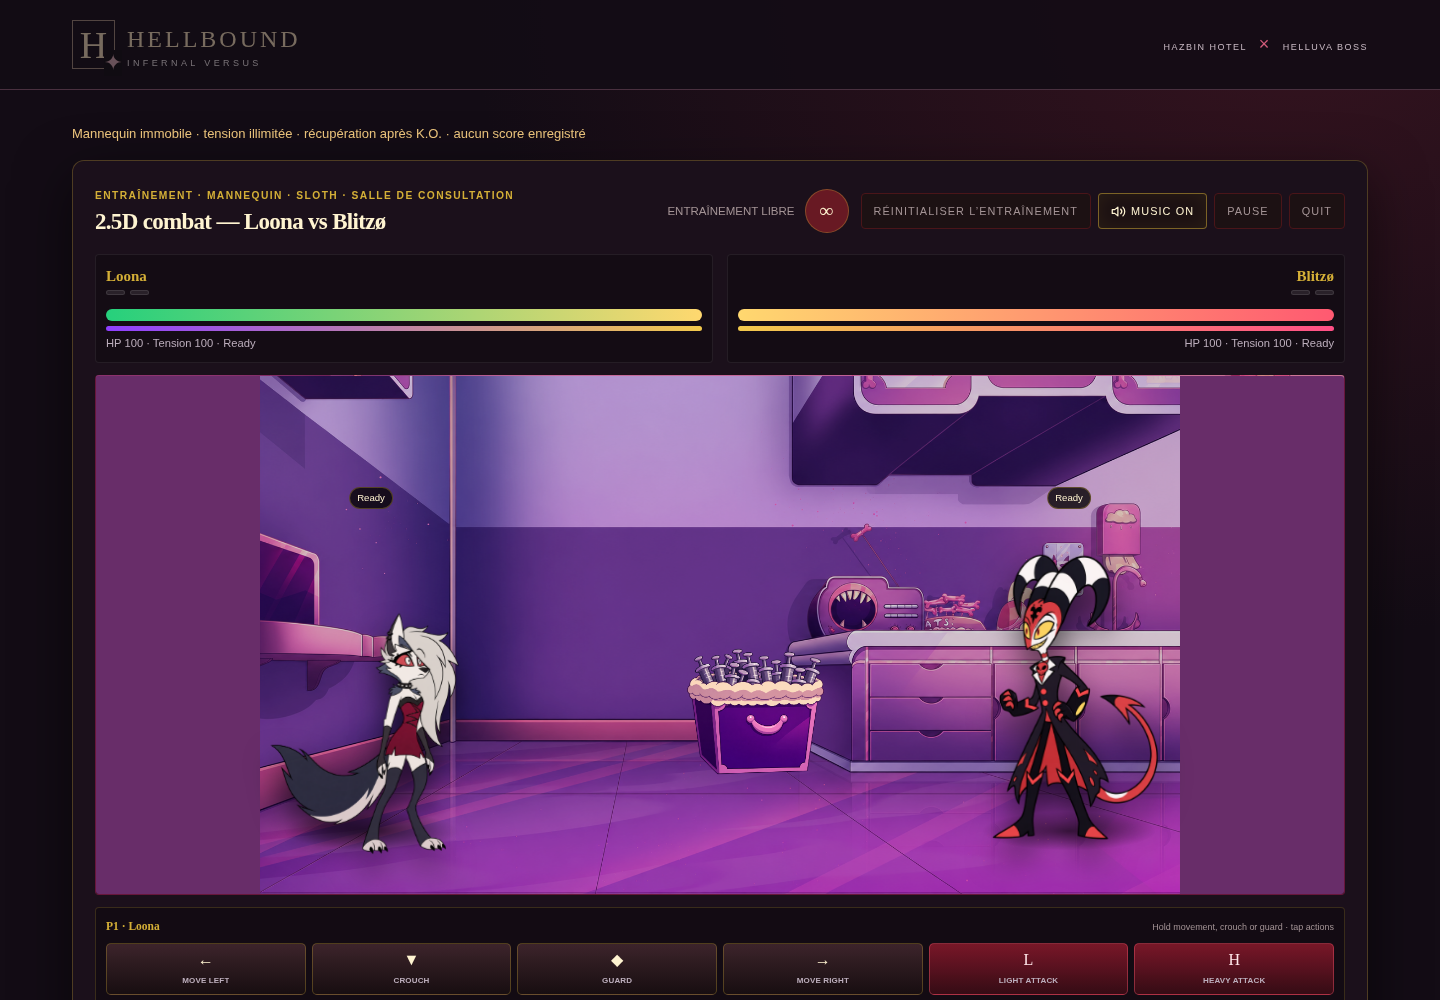 H HELLBOUND
INFERNAL VERSUS
HAZBIN HOTEL × HELLUVA BOSS
Mannequin immobile · tension illimitée · récupération après K.O. · aucun score enregistré
ENTRAÎNEMENT · MANNEQUIN · SLOTH · SALLE DE CONSULTATION
2.5D combat — Loona vs Blitzø
ENTRAÎNEMENT LIBRE ∞ RÉINITIALISER L'ENTRAÎNEMENT MUSIC ON PAUSE QUIT
Loona
HP 100 · Tension 100 · Ready
Blitzø
HP 100 · Tension 100 · Ready
Ready
Ready
P1 · Loona
Hold movement, crouch or guard · tap actions
← MOVE LEFT
▼ CROUCH
◆ GUARD
→ MOVE RIGHT
L LIGHT ATTACK
H HEAVY ATTACK